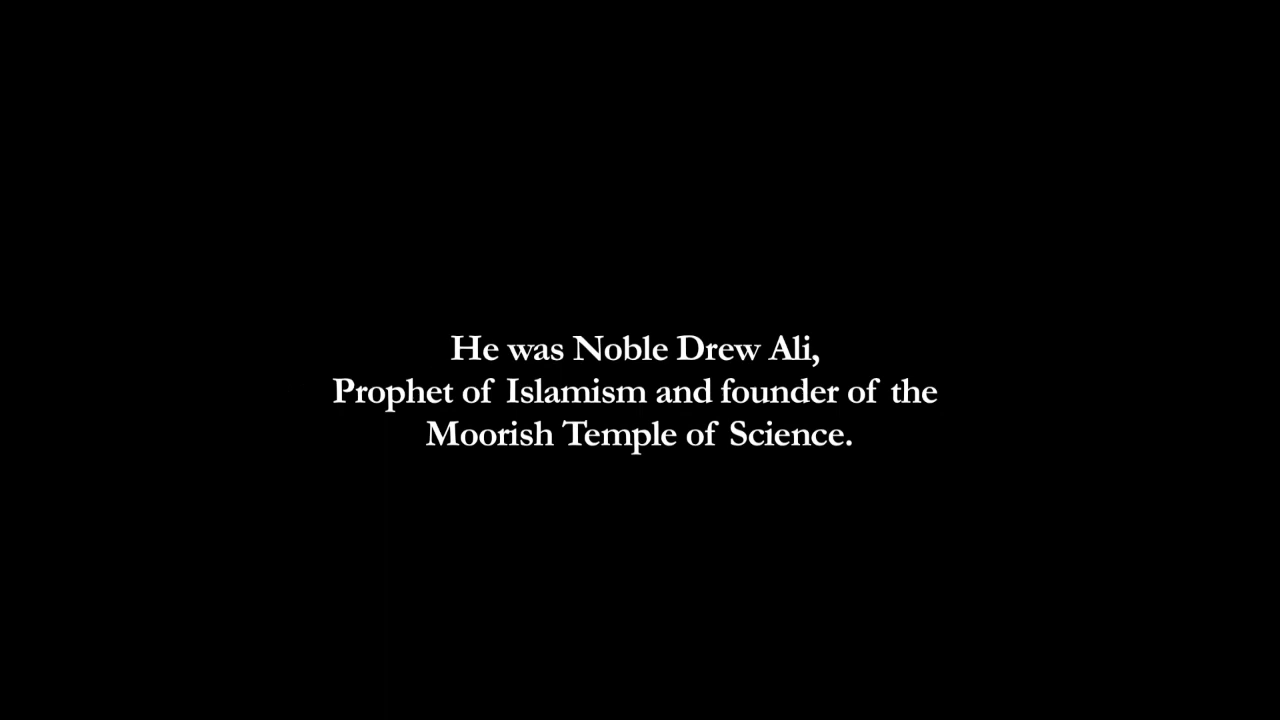 He was Noble Drew Ali,
Prophet of Islamism and founder of the
Moorish Temple of Science.